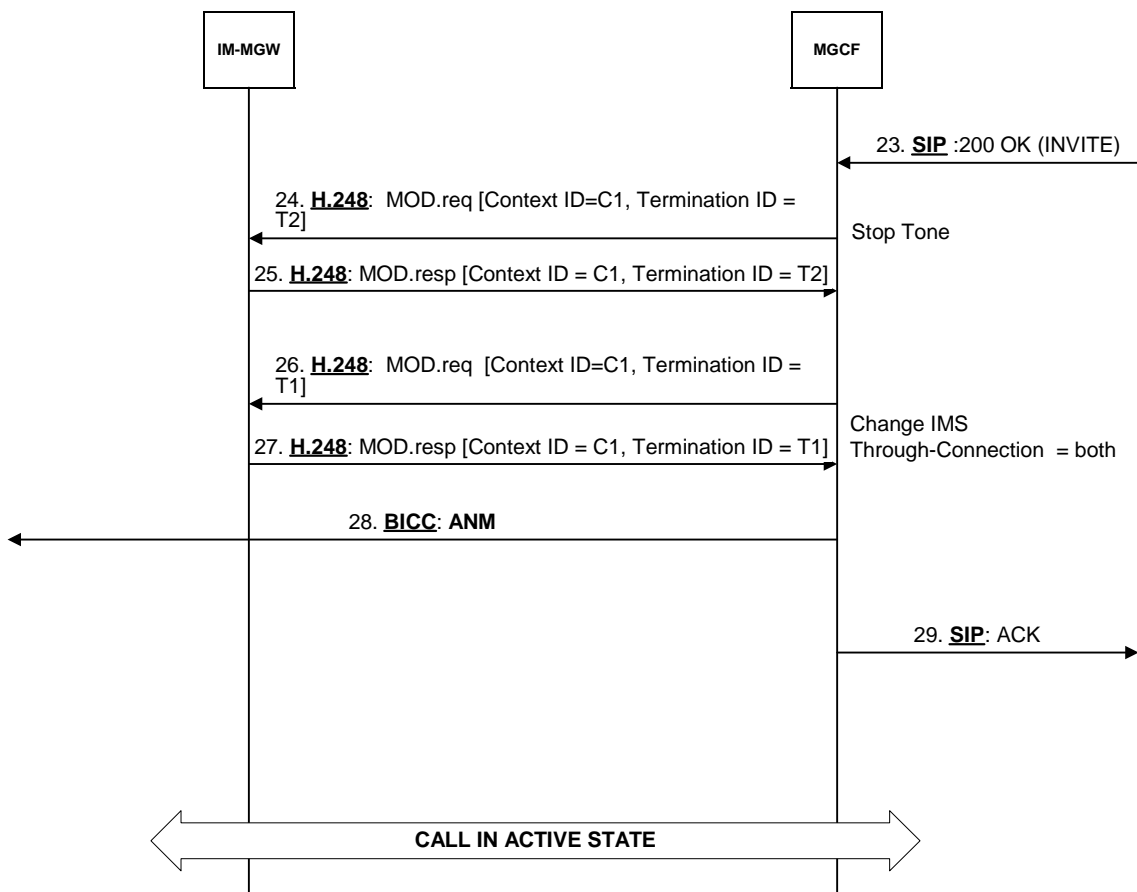 IM-MGW
MGCF
23. SIP :200 OK (INVITE)
24. H.248:  MOD.req [Context ID=C1, Termination ID =
T2]
Stop Tone
25. H.248: MOD.resp [Context ID = C1, Termination ID = T2]
26. H.248:  MOD.req  [Context ID=C1, Termination ID =
T1]
Change IMS
Through-Connection  = both
27. H.248: MOD.resp [Context ID = C1, Termination ID = T1]
28. BICC: ANM
29. SIP: ACK
CALL IN ACTIVE STATE